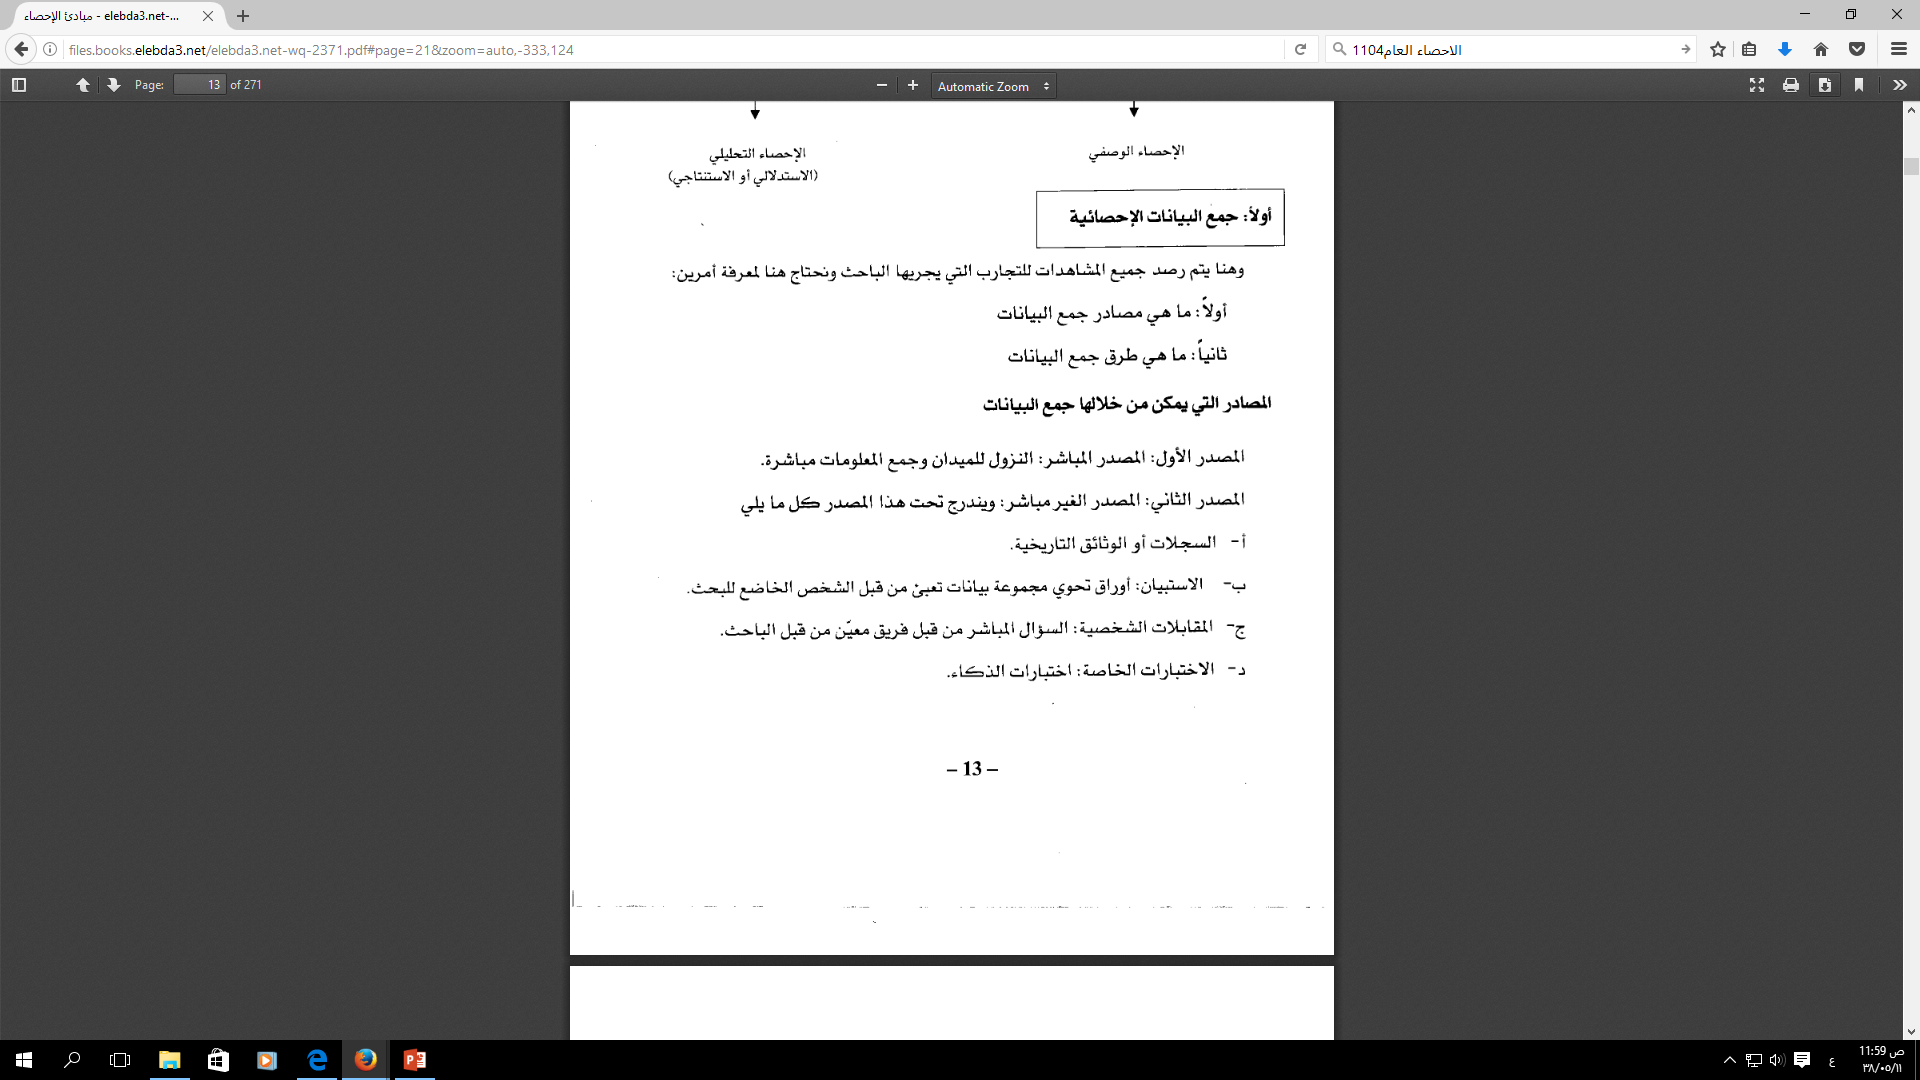 مبادئ الإحصاء - elebda3.net-...
files.books.elebda3.net/elebda3.net-wq-2371.pdf#page=21&zoom=auto,-333,124
الاحصاء العام1104
Page: 13 of 271
Automatic Zoom
الإحصاء الوصفي
الإحصاء التحليلي
(الاستدلالي أو الاستنتاجي)
أولاً: جمع البيانات الإحصائية
وهنا يتم رصد جميع المشاهدات للتجارب التي يجريها الباحث ونحتاج هنا لمعرفة أمرين:
أولاً: ما هي مصادر جمع البيانات
ثانياً: ما هي طرق جمع البيانات
المصادر التي يمكن من خلالها جمع البيانات
المصدر الأول: المصدر المباشر: النزول للميدان وجمع المعلومات مباشرة.
المصدر الثاني: المصدر الغير مباشر: ويندرج تحت هذا المصدر كل ما يلي
أ- السجلات أو الوثائق التاريخية.
ب- الاستبيان: أوراق تحوي مجموعة بيانات تعبئ من قبل الشخص الخاضع للبحث.
ج- المقابلات الشخصية: السؤال المباشر من قبل فريق معيّن من قبل الباحث.
د- الاختبارات الخاصة: اختبارات الذكاء.
– 13 –
ع
11:59 ص
٣٨/٠٥/١١